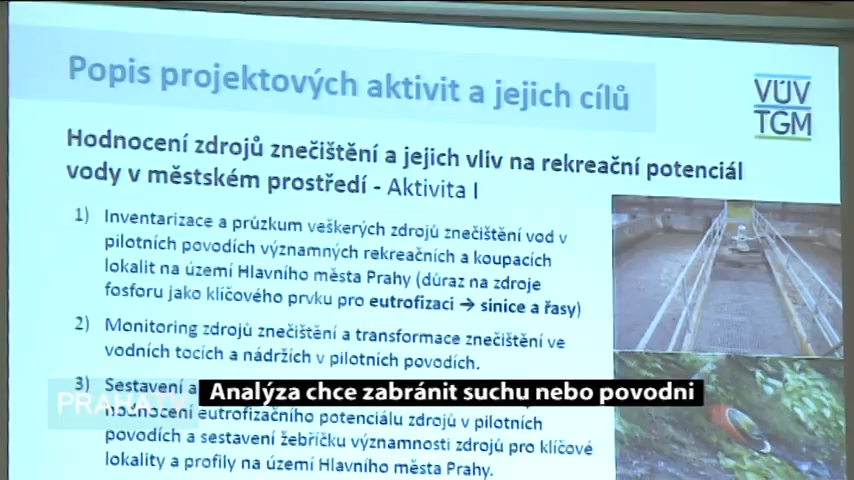 Popis projektových aktivit a jejich cílů
VÚV
TGM
Hodnocení zdrojů znečištění a jejich vliv na rekreační potenciál
vody v městském prostředí - Aktivita I
1) Inventarizace a průzkum veškerých zdrojů znečištění vod v
pilotních povodích významných rekreačních a koupacích
lokalit na území Hlavního města Prahy (důraz na zdroje
fosforu jako klíčového prvku pro eutrofizaci → sinice a řasy)
2) Monitoring zdrojů znečištění a transformace znečištění ve
vodních tocích a nádržích v pilotních povodích.
3) Sestavení a
Analýza chce zabránit suchu nebo povodni
PRAHA TV
hodnocení eutrofizačního potenciálu zdrojů v pilotních
povodích a sestavení žebříčku významnosti zdrojů pro klíčové
lokality a profily na území Hlavního města Prahy.